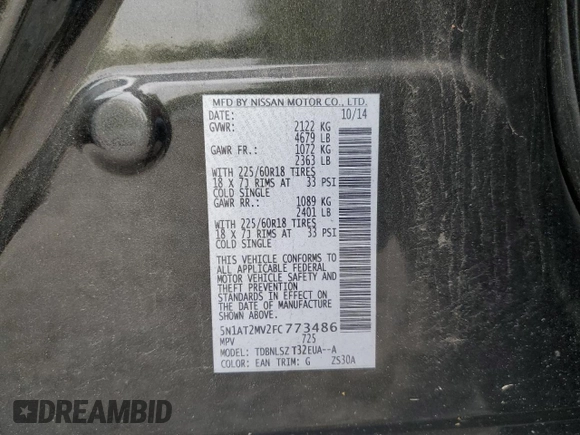 MFD BY NISSAN MOTOR CO., LTD.
DATE: 10/14
GVWR: 2122 KG
4679 LB
GAWR FR.: 1072 KG
2363 LB
WITH 225/60R18 TIRES
18 X 7J RIMS AT 33 PSI
COLD SINGLE
GAWR RR.: 1089 KG
2401 LB
WITH 225/60R18 TIRES
18 X 7J RIMS AT 33 PSI
COLD SINGLE
THIS VEHICLE CONFORMS TO
ALL APPLICABLE FEDERAL
MOTOR VEHICLE SAFETY AND
THEFT PREVENTION
STANDARDS IN EFFECT ON
THE DATE OF MANUFACTURE
SHOWN ABOVE.
5N1AT2MV2FC773486
MPV 725
MODEL: TDBNLSZ T32EUA--A
COLOR: EAN TRIM: G ZS30A
DREAMBID